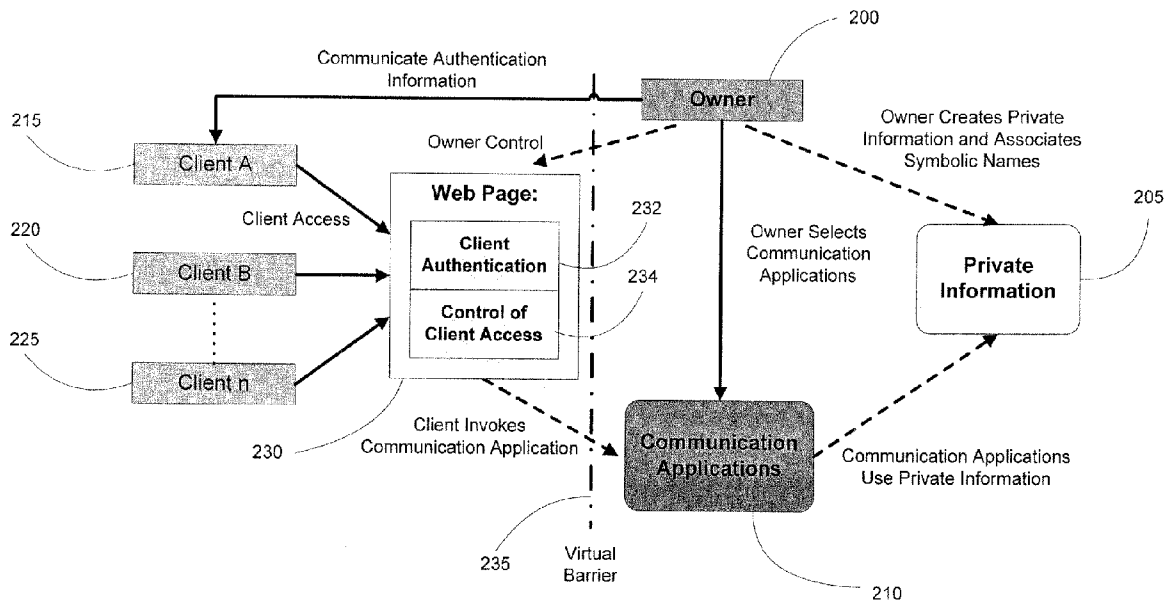 200
Communicate Authentication
Information
Owner
215
Owner Creates Private
Information and Associates
Symbolic Names
Owner Control
Client A
Web Page:
205
232
Client Access
220
Client
Authentication
Owner Selects
Communication
Applications
Private
Information
Client B
234
Control of
Client Access
225
Client n
Client Invokes
Communication Application
230
Communication
Applications
Communication Applications
Use Private Information
235
Virtual
Barrier
210